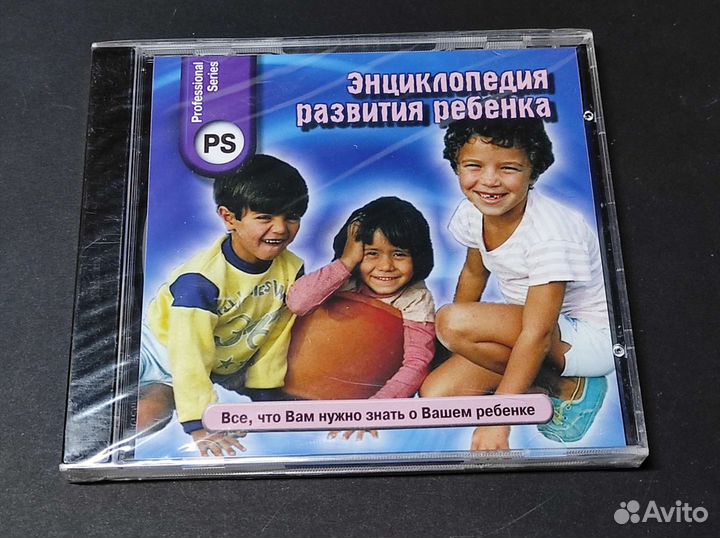 Professional
Series
PS
Энциклопедия
развития ребенка
Все, что Вам нужно знать о Вашем ребенке
Avito